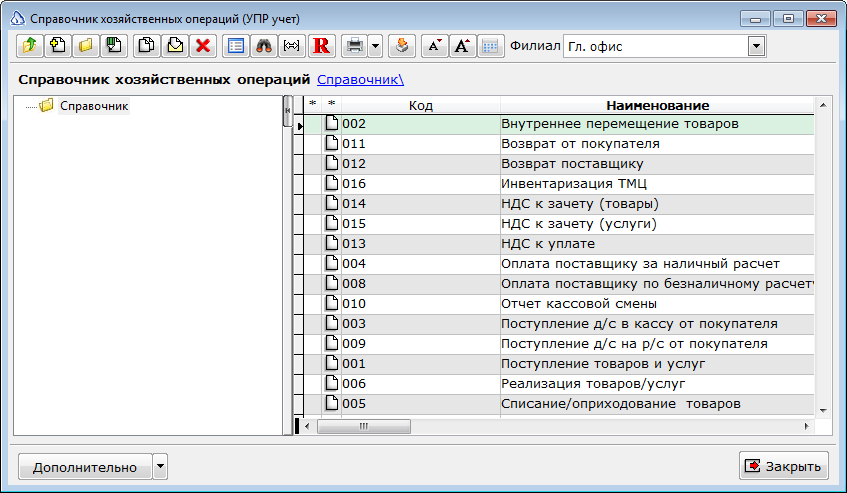 Справочник хозяйственных операций (УПР учет)
R A A Филиал Гл. офис
Справочник хозяйственных операций Справочник\
Справочник
* * Код Наименование
002 Внутреннее перемещение товаров
011 Возврат от покупателя
012 Возврат поставщику
016 Инвентаризация ТМЦ
014 НДС к зачету (товары)
015 НДС к зачету (услуги)
013 НДС к уплате
004 Оплата поставщику за наличный расчет
008 Оплата поставщику по безналичному расчету
010 Отчет кассовой смены
003 Поступление д/с в кассу от покупателя
009 Поступление д/с на р/с от покупателя
001 Поступление товаров и услуг
006 Реализация товаров/услуг
005 Списание/оприходование товаров
Дополнительно Закрыть